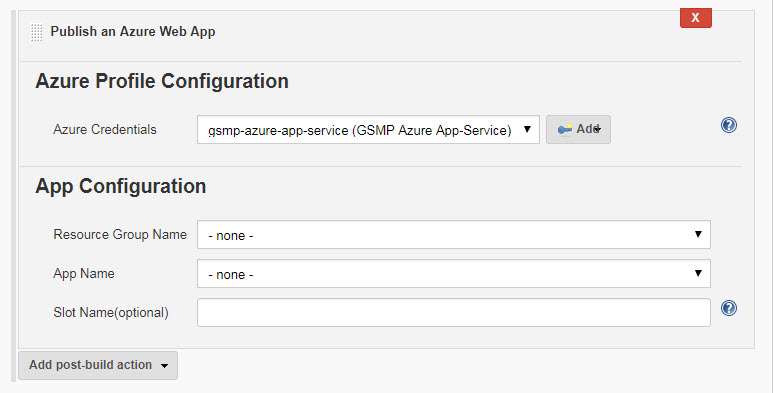 Publish an Azure Web App
X
Azure Profile Configuration
Azure Credentials
gsmp-azure-app-service (GSMP Azure App-Service)
Add
?
App Configuration
Resource Group Name
- none -
App Name
- none -
Slot Name(optional)
?
Add post-build action